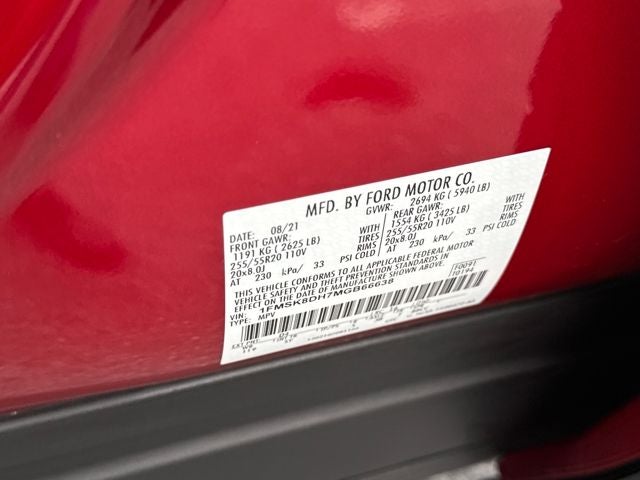 MFD. BY FORD MOTOR CO.
DATE: 08/21 GVWR: 2694 KG ( 5940 LB)
FRONT GAWR: WITH REAR GAWR: WITH
1191 KG ( 2625 LB) TIRES 1554 KG ( 3425 LB) TIRES
255/55R20 110V RIMS 255/55R20 110V RIMS
20x8.0J 20x8.0J
AT 230 kPa/ 33 PSI COLD AT 230 kPa/ 33 PSI COLD
THIS VEHICLE CONFORMS TO ALL APPLICABLE FEDERAL MOTOR
VEHICLE SAFETY AND THEFT PREVENTION STANDARDS IN
EFFECT ON THE DATE OF MANUFACTURE SHOWN ABOVE. F0091
VIN: 1FMSK8DH7MGB66638 T0194
TYPE: MPV
EXT PNT: